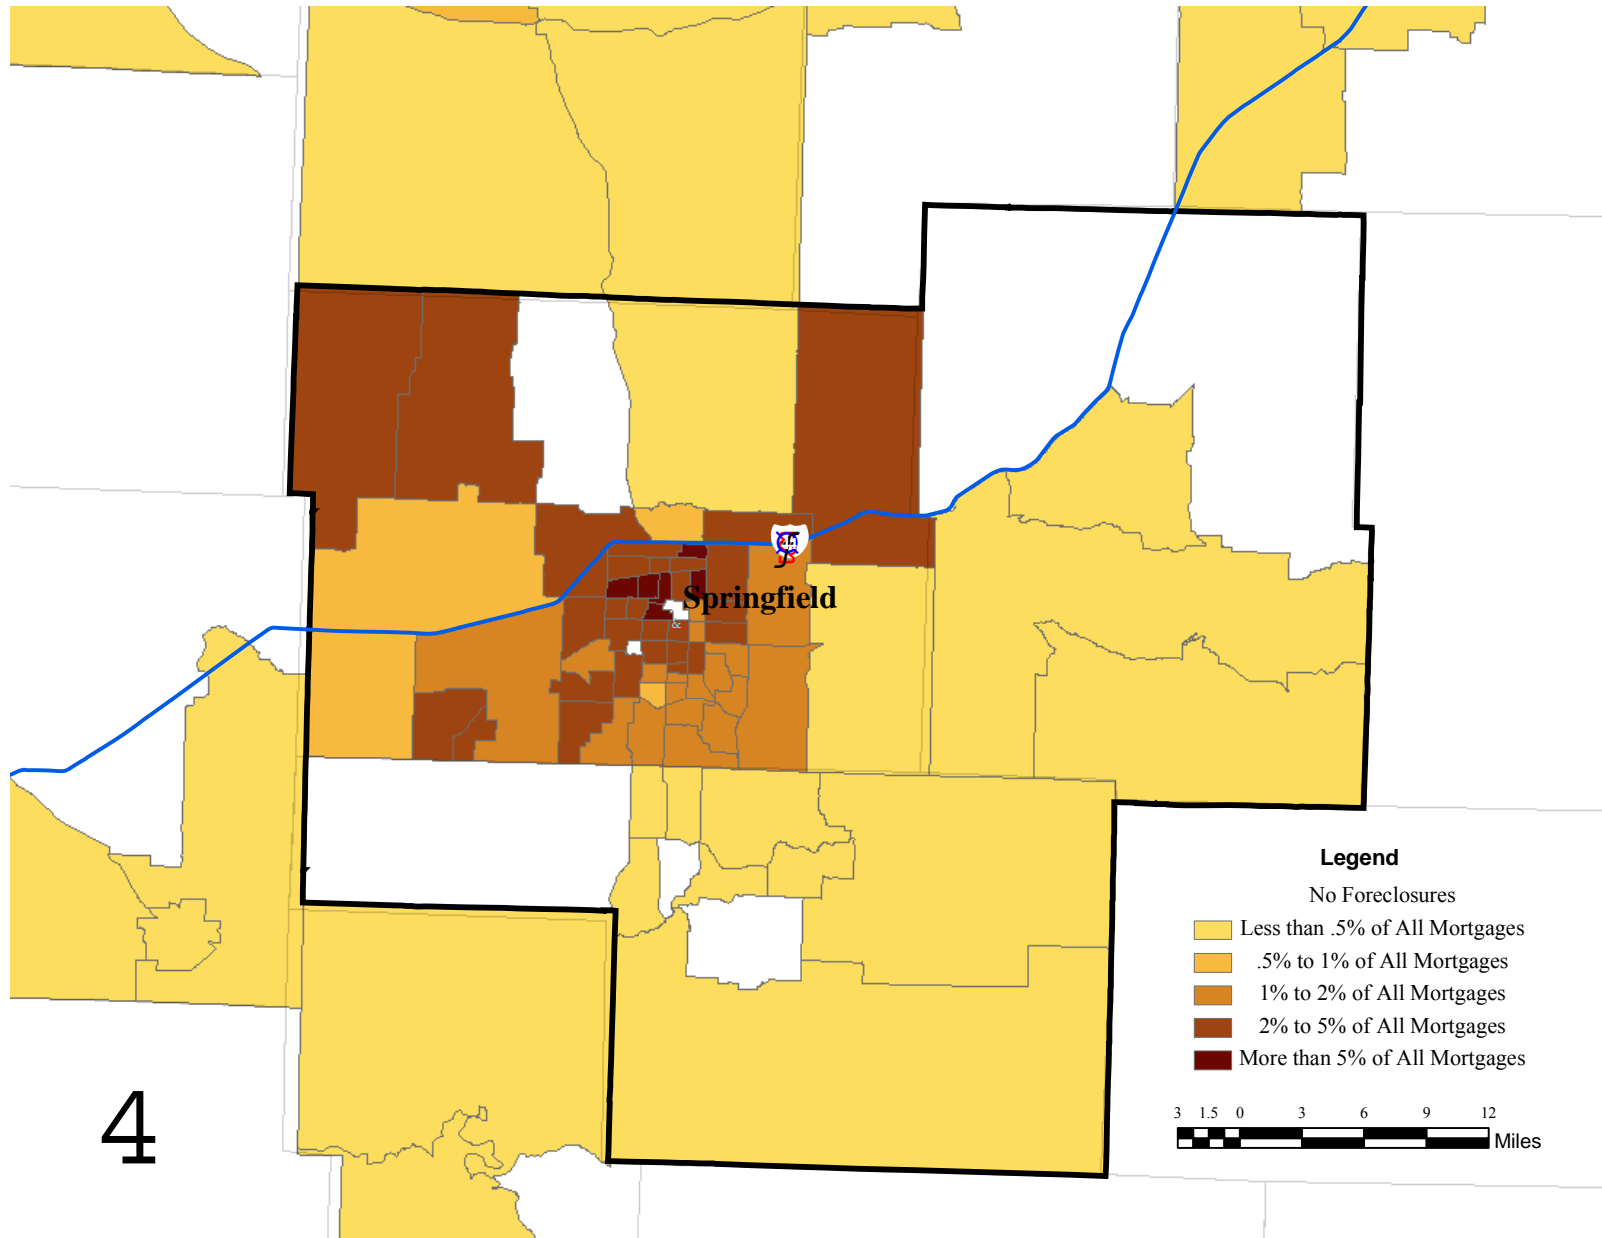 Springfield
&
Legend
No Foreclosures
Less than .5% of All Mortgages
.5% to 1% of All Mortgages
1% to 2% of All Mortgages
2% to 5% of All Mortgages
More than 5% of All Mortgages
3 1.5 0 3 6 9 12
Miles
4